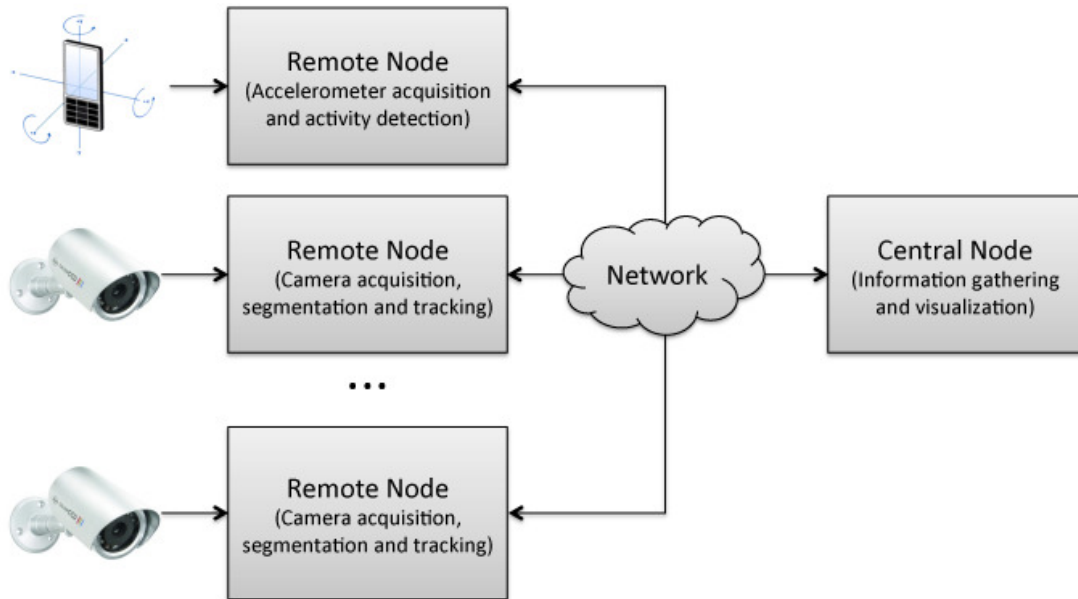 Remote Node
(Accelerometer acquisition
and activity detection)
Remote Node
(Camera acquisition,
segmentation and tracking)
Network
Central Node
(Information gathering
and visualization)
...
Remote Node
(Camera acquisition,
segmentation and tracking)